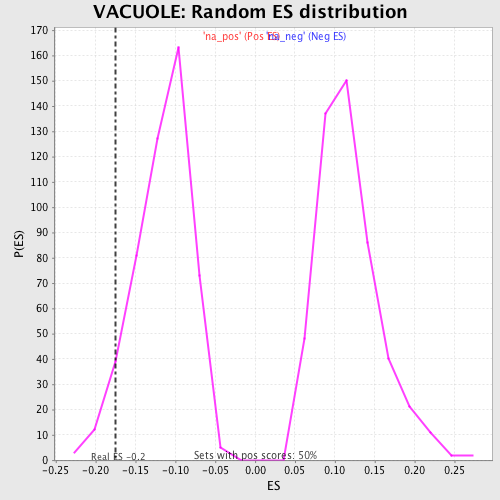 VACUOLE: Random ES distribution
'na_pos' (Pos ES) 'na_neg' (Neg ES)
170
160
150
140
130
120
110
100
90
80
70
60
50
40
30
20
10
0
P(ES)
Real ES -0.2
Sets with pos scores: 50%
-0.25 -0.20 -0.15 -0.10 -0.05 0.00 0.05 0.10 0.15 0.20 0.25
ES